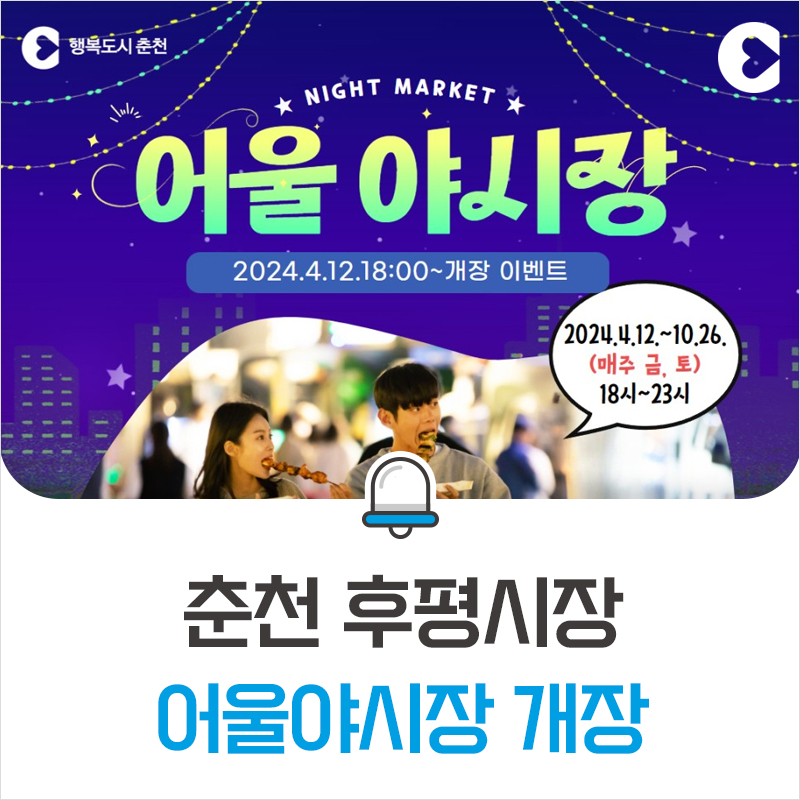 행복도시 춘천
NIGHT MARKET
어울 야시장
2024.4.12.18:00~개장 이벤트
2024.4.12.~10.26.
(매주 금, 토)
18시~23시
춘천 후평시장
어울야시장 개장